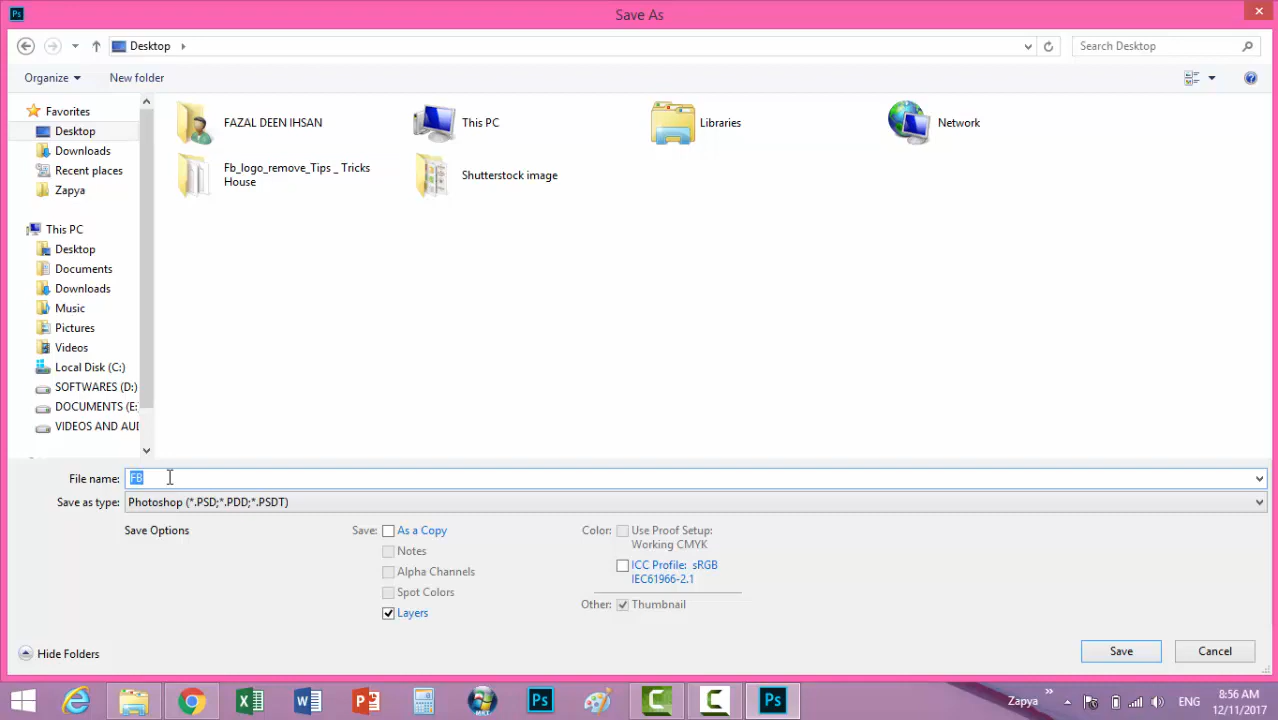 Save As
Desktop
Search Desktop
Organize
New folder
Favorites
Desktop
Downloads
Recent places
Zapya
This PC
Desktop
Documents
Downloads
Music
Pictures
Videos
Local Disk (C:)
SOFTWARES (D:)
DOCUMENTS (E:
VIDEOS AND AU
FAZAL DEEN IHSAN
This PC
Libraries
Network
Fb_logo_remove_Tips _ Tricks
House
Shutterstock image
File name: FB
Save as type: Photoshop (*.PSD;*.PDD;*.PSDT)
Save Options
Save: As a Copy
Notes
Alpha Channels
Spot Colors
Layers
Color: Use Proof Setup:
Working CMYK
ICC Profile: sRGB
IEC61966-2.1
Other: Thumbnail
Hide Folders
Save
Cancel
Zapya
ENG
8:56 AM
12/11/2017